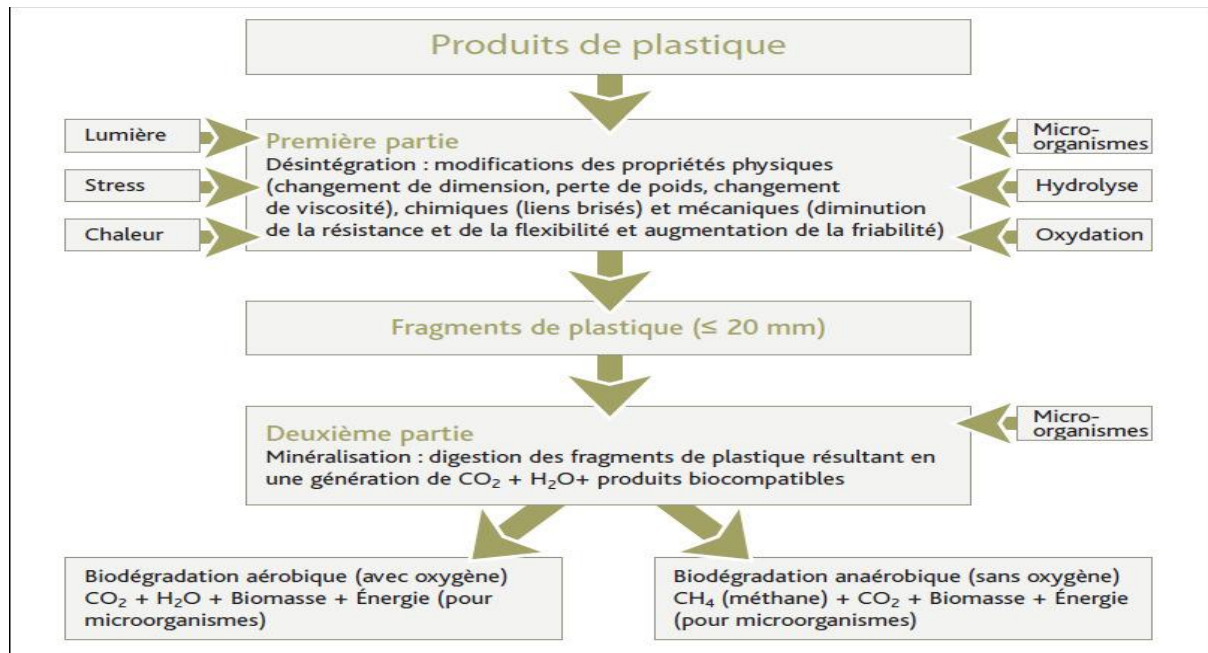 Produits de plastique
Lumière
Stress
Chaleur
Première partie
Désintégration : modifications des propriétés physiques
(changement de dimension, perte de poids, changement
de viscosité), chimiques (liens brisés) et mécaniques (diminution
de la résistance et de la flexibilité et augmentation de la friabilité)
Micro-
organismes
Hydrolyse
Oxydation
Fragments de plastique (≤ 20 mm)
Deuxième partie
Minéralisation : digestion des fragments de plastique résultant en
une génération de CO₂ + H₂O+ produits biocompatibles
Micro-
organismes
Biodégradation aérobique (avec oxygène)
CO₂ + H₂O + Biomasse + Énergie (pour
microorganismes)
Biodégradation anaérobique (sans oxygène)
CH₄ (méthane) + CO₂ + Biomasse + Énergie
(pour microorganismes)